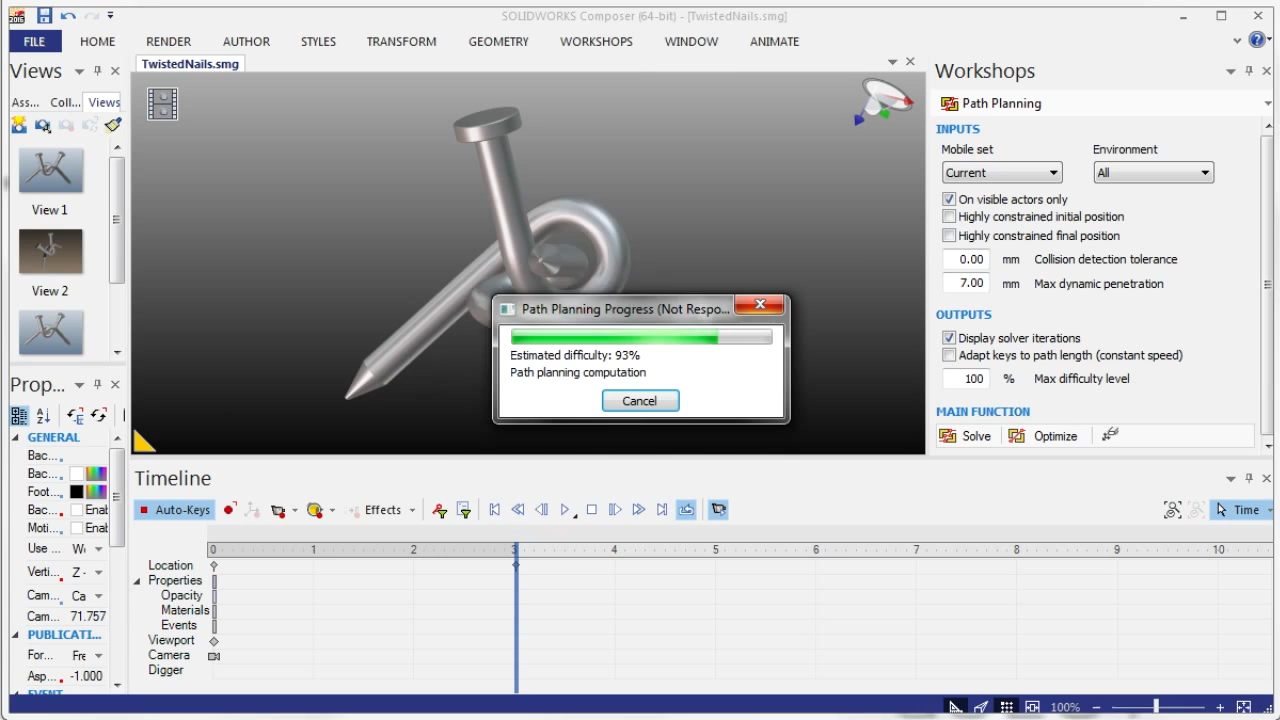 SOLIDWORKS Composer (64-bit) - [TwistedNails.smg]
FILE HOME RENDER AUTHOR STYLES TRANSFORM GEOMETRY WORKSHOPS WINDOW ANIMATE
Views
Ass... Coll... Views
View 1
View 2
TwistedNails.smg
Path Planning Progress (Not Respo...
Estimated difficulty: 93%
Path planning computation
Cancel
Workshops
Path Planning
INPUTS
Mobile set Environment
Current All
On visible actors only
Highly constrained initial position
Highly constrained final position
0.00 mm Collision detection tolerance
7.00 mm Max dynamic penetration
OUTPUTS
Display solver iterations
Adapt keys to path length (constant speed)
100 % Max difficulty level
MAIN FUNCTION
Solve Optimize
Prop...
GENERAL
Bac...
Bac...
Foot...
Bac... Enab
Moti... Enab
Use ...
Verti... Z -
Cam... Ca
Cam... 71.757
PUBLICATI...
For... Fre
Asp... -1.000
EVENT
Timeline
Auto-Keys Effects Time
0 1 2 3 4 5 6 7 8 9 10
Location
Properties
Opacity
Materials
Events
Viewport
Camera
Digger
100%